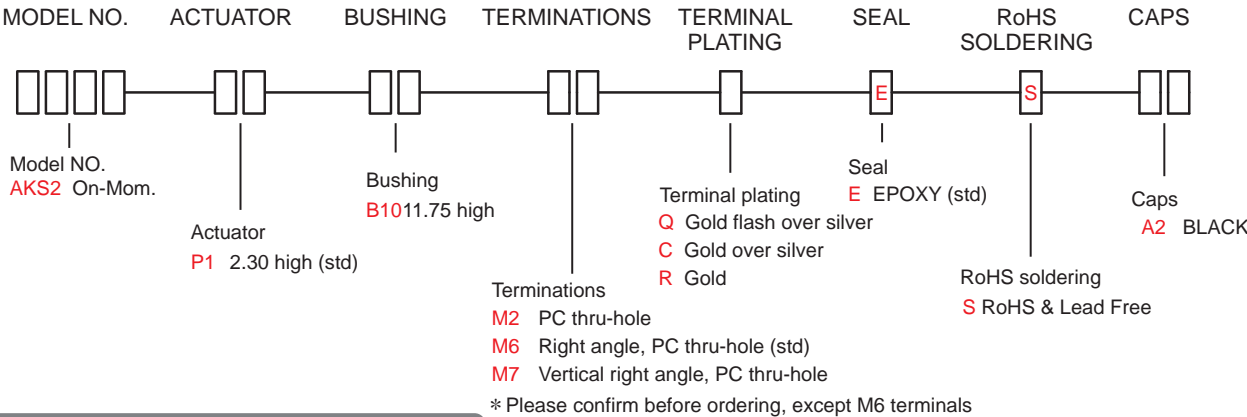 MODEL NO. ACTUATOR BUSHING TERMINATIONS TERMINAL PLATING SEAL RoHS SOLDERING CAPS
E
S
Model NO.
AKS2 On-Mom.
Actuator
P1 2.30 high (std)
Bushing
B1011.75 high
Terminations
M2 PC thru-hole
M6 Right angle, PC thru-hole (std)
M7 Vertical right angle, PC thru-hole
* Please confirm before ordering, except M6 terminals
Terminal plating
Q Gold flash over silver
C Gold over silver
R Gold
Seal
E EPOXY (std)
RoHS soldering
S RoHS & Lead Free
Caps
A2 BLACK